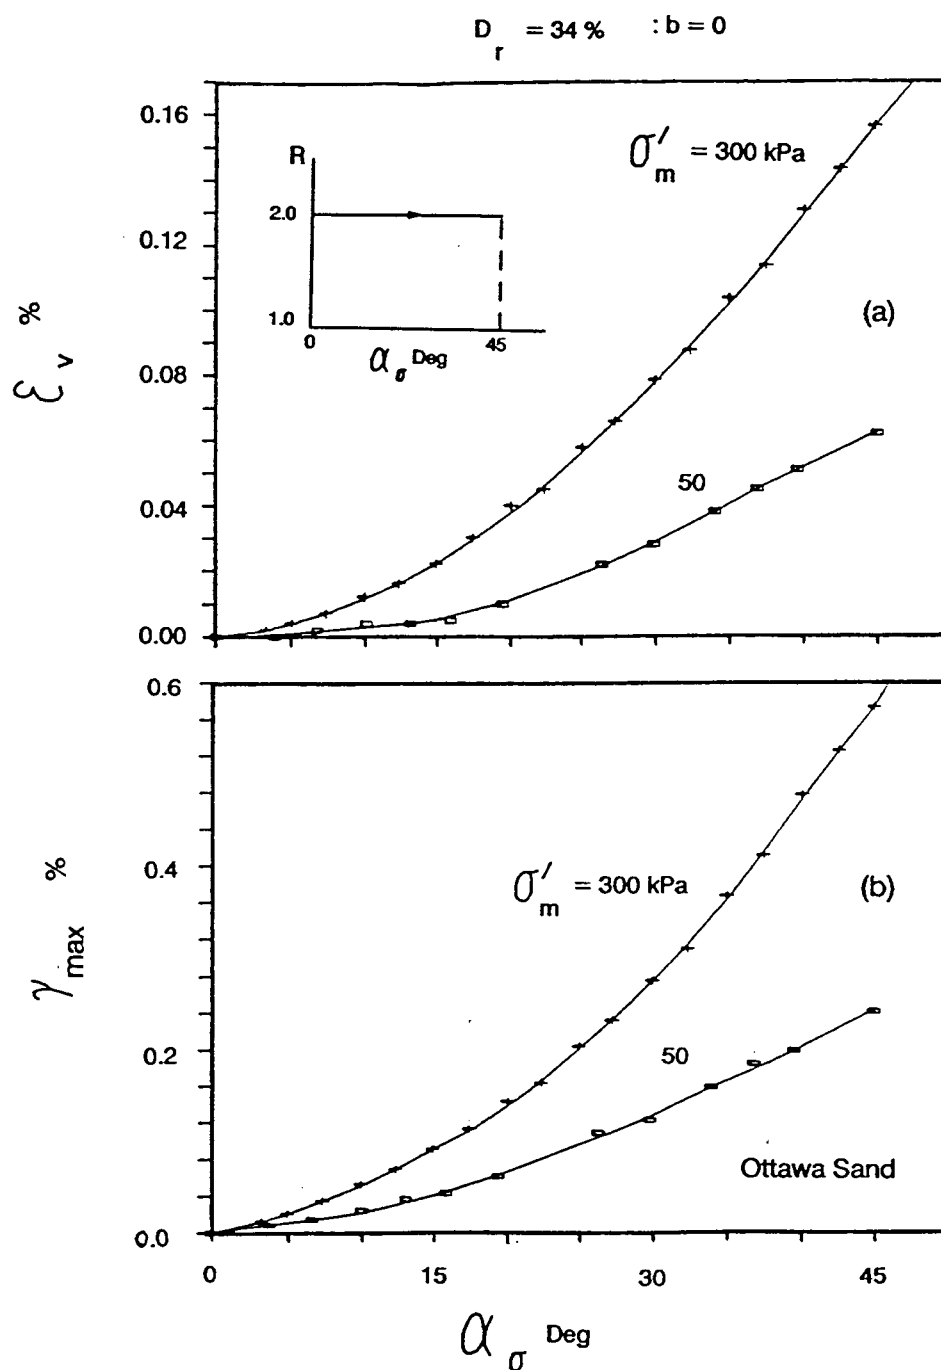 D_r = 34 % : b = 0
0.16
0.12
0.08
0.04
0.00
ε_v %
R
2.0
1.0
0
45
α_σ Deg
σ'_m = 300 kPa
(a)
50
0.6
0.4
0.2
0.0
γ_max %
σ'_m = 300 kPa
(b)
50
Ottawa Sand
0 15 30 45
α_σ Deg